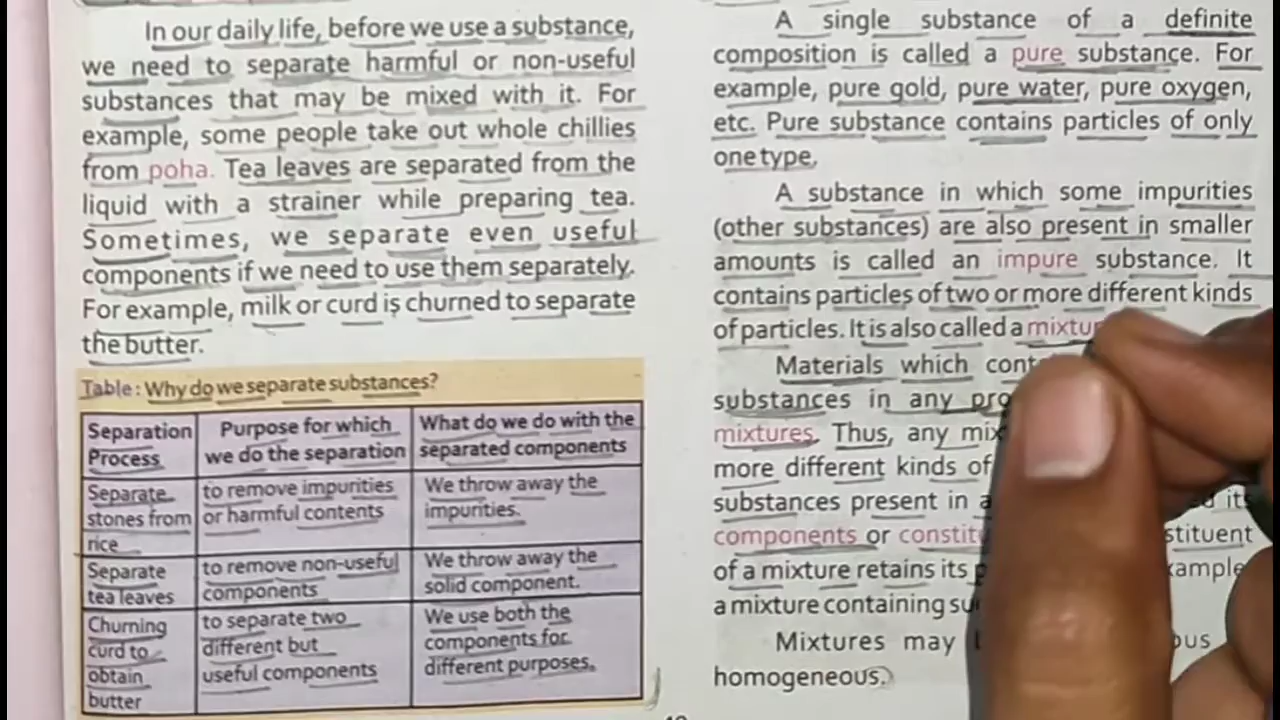 In our daily life, before we use a substance,
we need to separate harmful or non-useful
substances that may be mixed with it. For
example, some people take out whole chillies
from poha. Tea leaves are separated from the
liquid with a strainer while preparing tea.
Sometimes, we separate even useful
components if we need to use them separately.
For example, milk or curd is churned to separate
the butter.
Table : Why do we separate substances?
Separation Process
Purpose for which we do the separation
What do we do with the separated components
Separate stones from rice
to remove impurities or harmful contents
We throw away the impurities.
Separate tea leaves
to remove non-useful components
We throw away the solid component.
Churning curd to obtain butter
to separate two different but useful components
We use both the components for different purposes.
A single substance of a definite
composition is called a pure substance. For
example, pure gold, pure water, pure oxygen,
etc. Pure substance contains particles of only
one type.
A substance in which some impurities
(other substances) are also present in smaller
amounts is called an impure substance. It
contains particles of two or more different kinds
of particles. It is also called a
Materials which
substances in any
mixtures. Thus, any
more different kinds of
substances present in its
components or
of a mixture retains its
a mixture containing
Mixtures may
homogeneous.